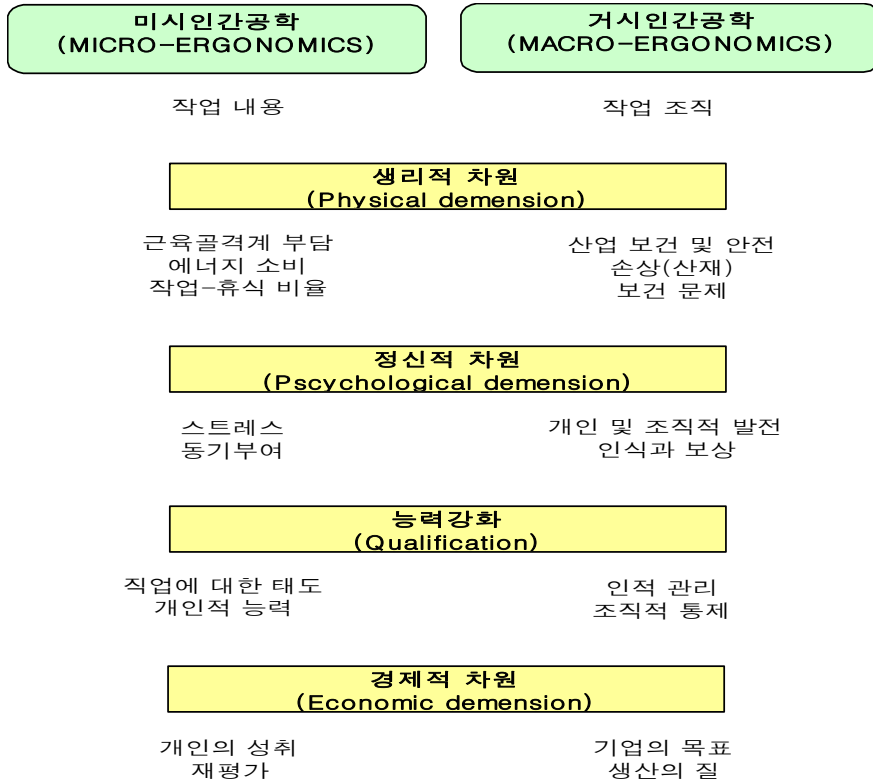 미시인간공학
(MICRO-ERGONOMICS)
거시인간공학
(MACRO-ERGONOMICS)
작업 내용
작업 조직
생리적 차원
(Physical demension)
근육골격계 부담
에너지 소비
작업-휴식 비율
산업 보건 및 안전
손상(산재)
보건 문제
정신적 차원
(Pscychological demension)
스트레스
동기부여
개인 및 조직적 발전
인식과 보상
능력강화
(Qualification)
직업에 대한 태도
개인적 능력
인적 관리
조직적 통제
경제적 차원
(Economic demension)
개인의 성취
재평가
기업의 목표
생산의 질